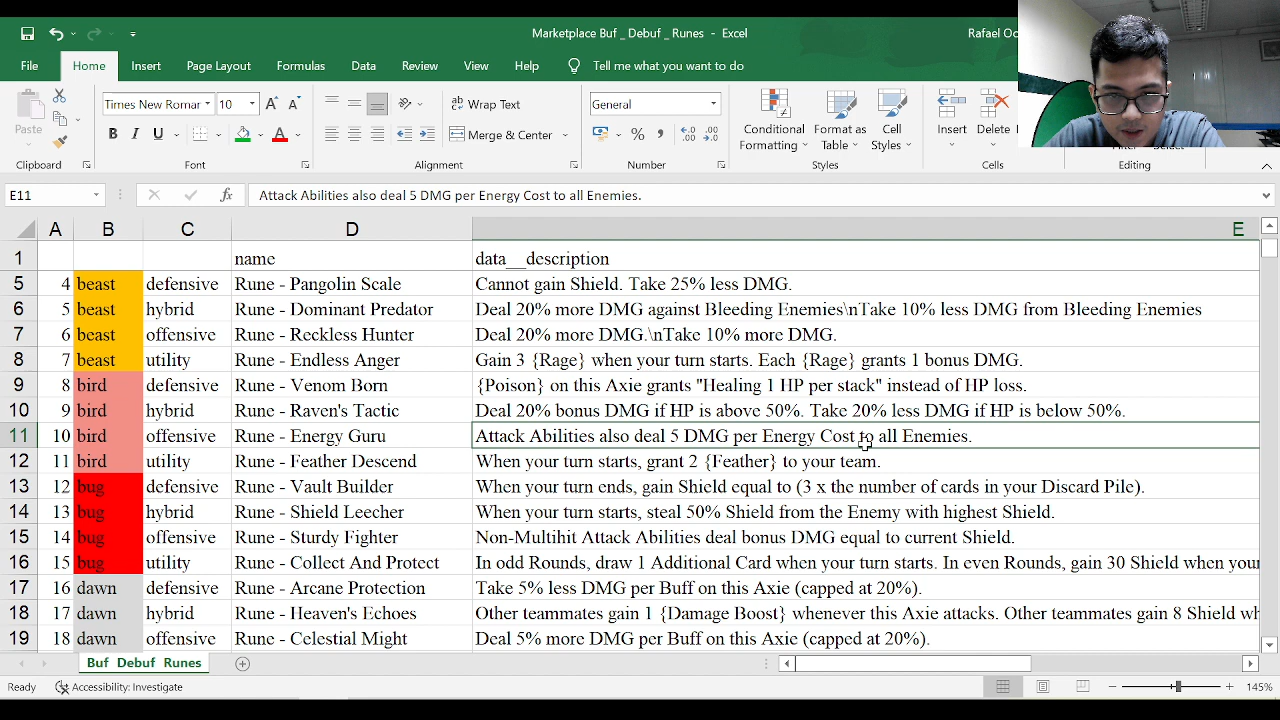 Marketplace Buf _ Debuf _ Runes - Excel
Rafael Oc
File Home Insert Page Layout Formulas Data Review View Help Tell me what you want to do
Paste
Times New Romar 10
B I U
A A
Wrap Text
Merge & Center
General
% ,
Conditional Formatting
Format as Table
Cell Styles
Insert
Delete
Clipboard Font Alignment Number Styles Cells Editing
E11 fx Attack Abilities also deal 5 DMG per Energy Cost to all Enemies.
A B C D E
1 name data__description
5 4 beast defensive Rune - Pangolin Scale Cannot gain Shield. Take 25% less DMG.
6 5 beast hybrid Rune - Dominant Predator Deal 20% more DMG against Bleeding Enemies\nTake 10% less DMG from Bleeding Enemies
7 6 beast offensive Rune - Reckless Hunter Deal 20% more DMG.\nTake 10% more DMG.
8 7 beast utility Rune - Endless Anger Gain 3 {Rage} when your turn starts. Each {Rage} grants 1 bonus DMG.
9 8 bird defensive Rune - Venom Born {Poison} on this Axie grants "Healing 1 HP per stack" instead of HP loss.
10 9 bird hybrid Rune - Raven's Tactic Deal 20% bonus DMG if HP is above 50%. Take 20% less DMG if HP is below 50%.
11 10 bird offensive Rune - Energy Guru Attack Abilities also deal 5 DMG per Energy Cost to all Enemies.
12 11 bird utility Rune - Feather Descend When your turn starts, grant 2 {Feather} to your team.
13 12 bug defensive Rune - Vault Builder When your turn ends, gain Shield equal to (3 x the number of cards in your Discard Pile).
14 13 bug hybrid Rune - Shield Leecher When your turn starts, steal 50% Shield from the Enemy with highest Shield.
15 14 bug offensive Rune - Sturdy Fighter Non-Multihit Attack Abilities deal bonus DMG equal to current Shield.
16 15 bug utility Rune - Collect And Protect In odd Rounds, draw 1 Additional Card when your turn starts. In even Rounds, gain 30 Shield when your
17 16 dawn defensive Rune - Arcane Protection Take 5% less DMG per Buff on this Axie (capped at 20%).
18 17 dawn hybrid Rune - Heaven's Echoes Other teammates gain 1 {Damage Boost} whenever this Axie attacks. Other teammates gain 8 Shield wh
19 18 dawn offensive Rune - Celestial Might Deal 5% more DMG per Buff on this Axie (capped at 20%).
Buf_Debuf_Runes
Ready Accessibility: Investigate 145%